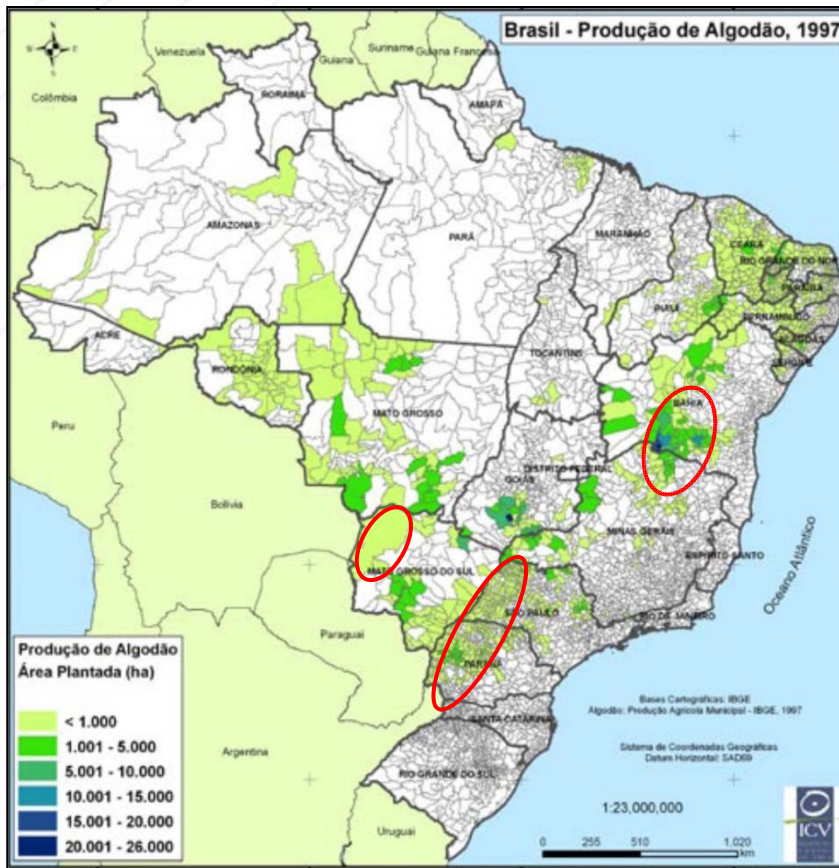 Brasil - Produção de Algodão, 1997
Venezuela
Suriname
Guiana Francesa
Guiana
Colômbia
RORAIMA
AMAPÁ
AMAZONAS
PARÁ
MARANHÃO
CEARÁ
RIO GRANDE DO NORTE
PARAÍBA
PIAUÍ
PERNAMBUCO
ALAGOAS
SERGIPE
ACRE
RONDÔNIA
TOCANTINS
MATO GROSSO
BAHIA
Peru
DISTRITO FEDERAL
GOIÁS
Bolívia
MINAS GERAIS
ESPÍRITO SANTO
MATO GROSSO DO SUL
Oceano Atlântico
SÃO PAULO
RIO DE JANEIRO
Paraguai
PARANÁ
SANTA CATARINA
Argentina
RIO GRANDE DO SUL
Uruguai
Produção de Algodão
Área Plantada (ha)
< 1.000
1.001 - 5.000
5.001 - 10.000
10.001 - 15.000
15.001 - 20.000
20.001 - 26.000
Bases Cartográficas: IBGE
Algodão: Produção Agrícola Municipal - IBGE, 1997
Sistema de Coordenadas Geográficas
Datum Horizontal: SAD69
1:23,000,000
0 255 510 1,020
km
ICV